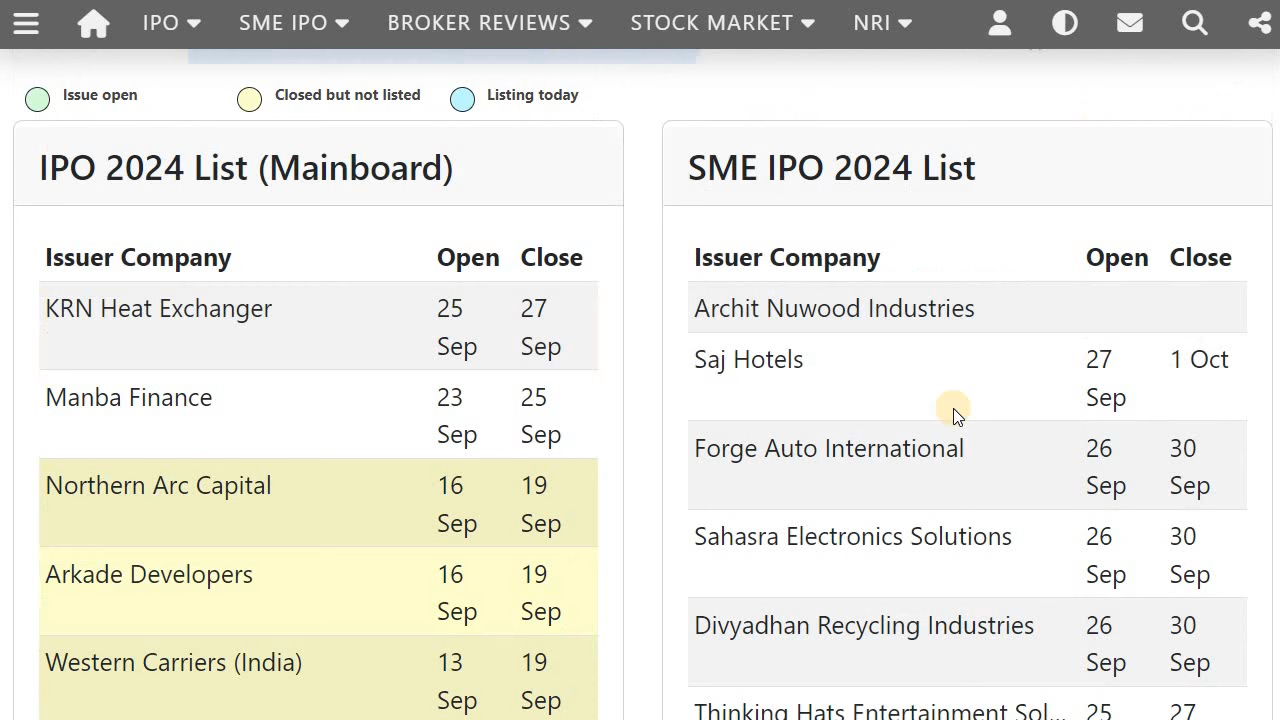 IPO SME IPO BROKER REVIEWS STOCK MARKET NRI
Issue open Closed but not listed Listing today
IPO 2024 List (Mainboard)
Issuer Company Open Close
KRN Heat Exchanger 25 Sep 27 Sep
Manba Finance 23 Sep 25 Sep
Northern Arc Capital 16 Sep 19 Sep
Arkade Developers 16 Sep 19 Sep
Western Carriers (India) 13 Sep 19 Sep
SME IPO 2024 List
Issuer Company Open Close
Archit Nuwood Industries
Saj Hotels 27 Sep 1 Oct
Forge Auto International 26 Sep 30 Sep
Sahasra Electronics Solutions 26 Sep 30 Sep
Divyadhan Recycling Industries 26 Sep 30 Sep
Thinking Hats Entertainment Sol... 25 27